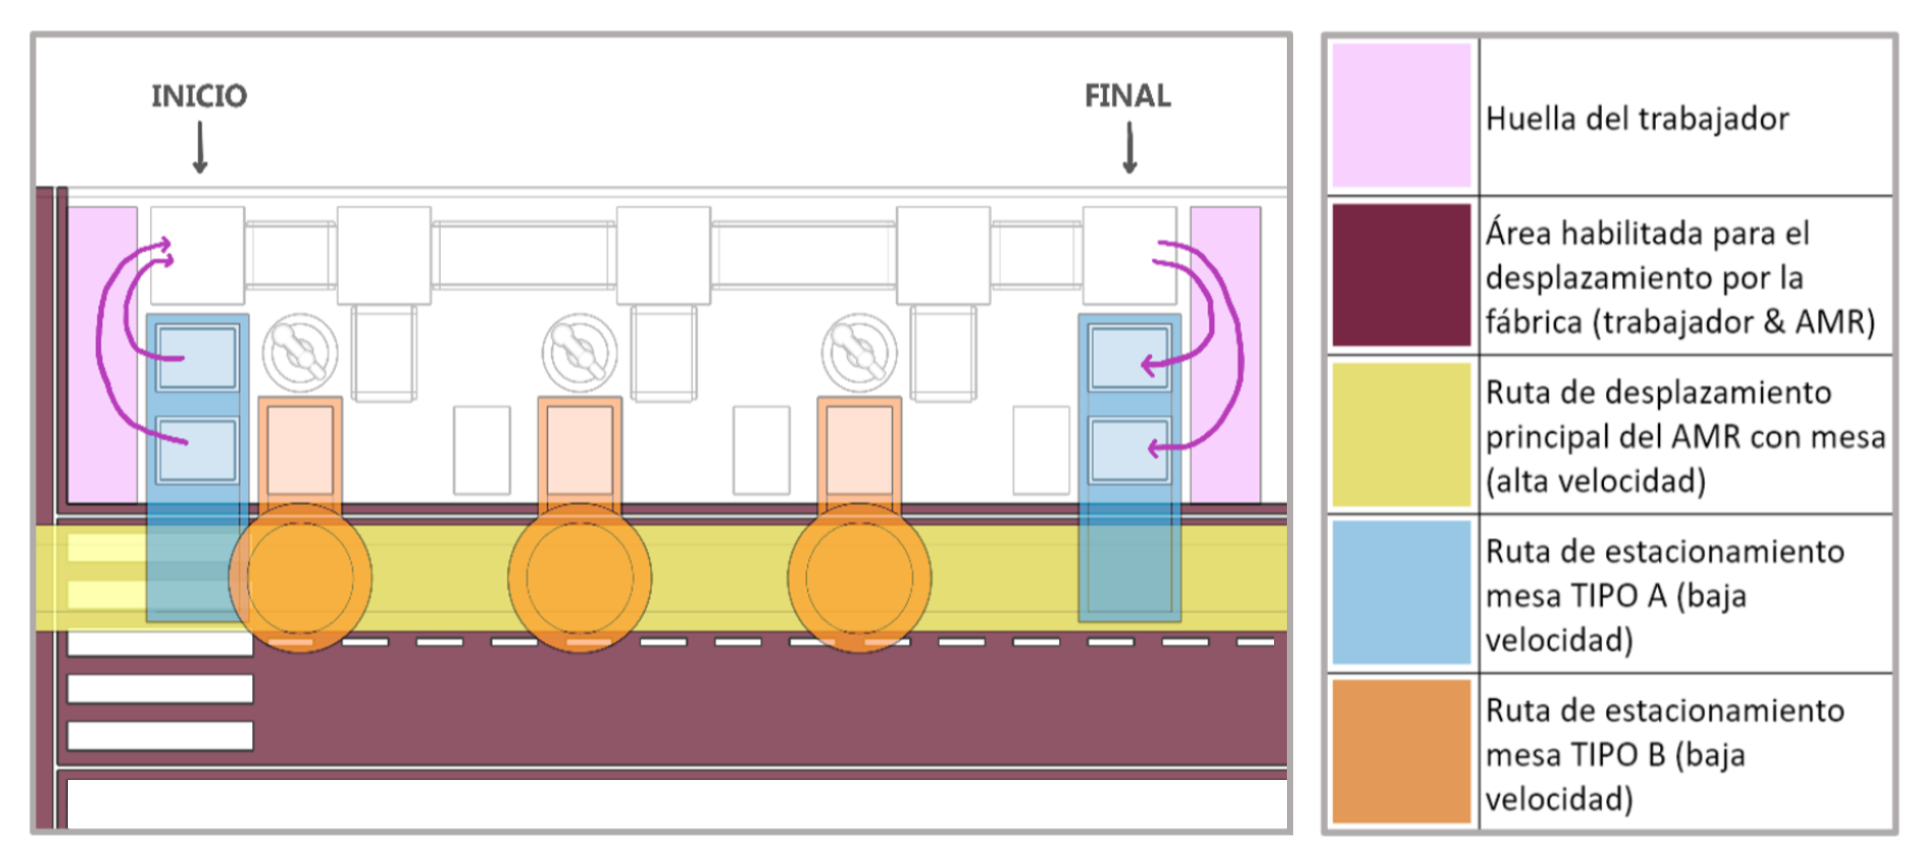 INICIO
FINAL
Huella del trabajador
Área habilitada para el
desplazamiento por la
fábrica (trabajador & AMR)
Ruta de desplazamiento
principal del AMR con mesa
(alta velocidad)
Ruta de estacionamiento
mesa TIPO A (baja
velocidad)
Ruta de estacionamiento
mesa TIPO B (baja
velocidad)